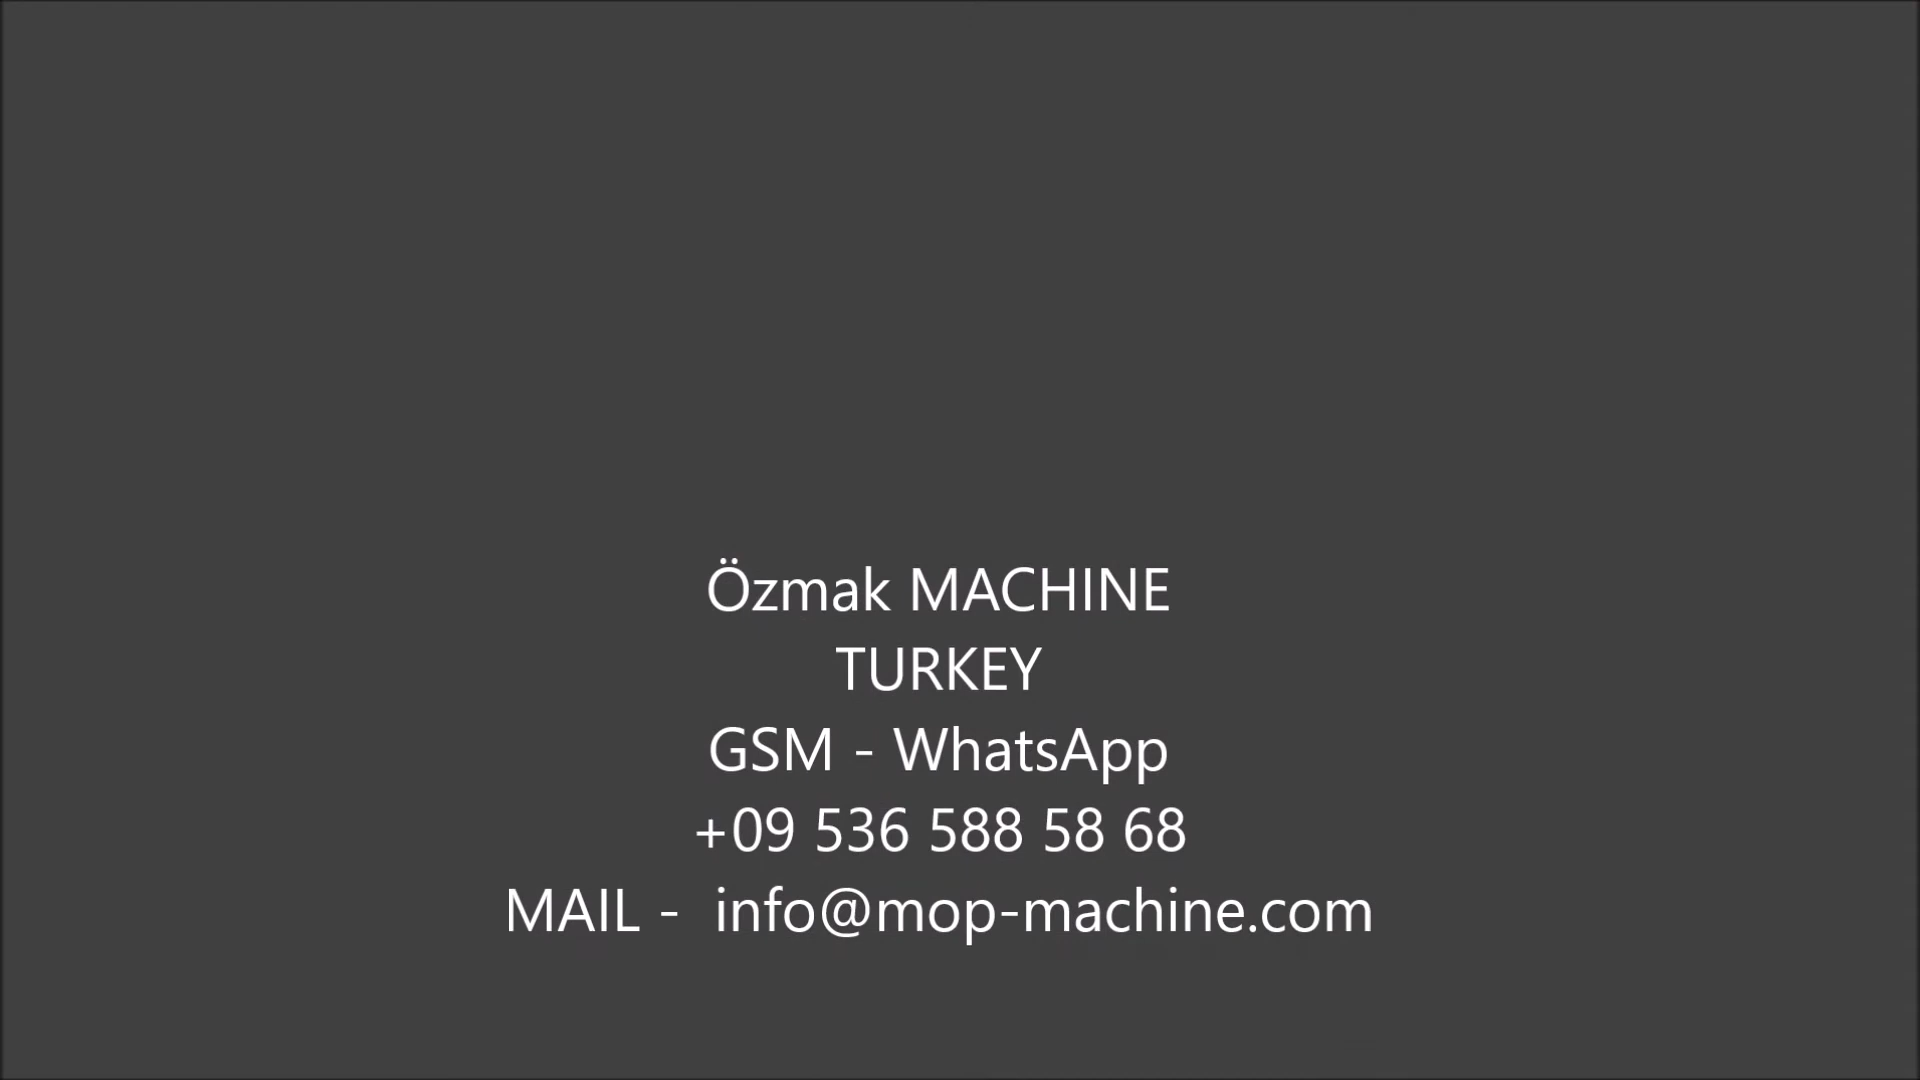 Özmak MACHINE
TURKEY
GSM - WhatsApp
+09 536 588 58 68
MAIL -  info@mop-machine.com